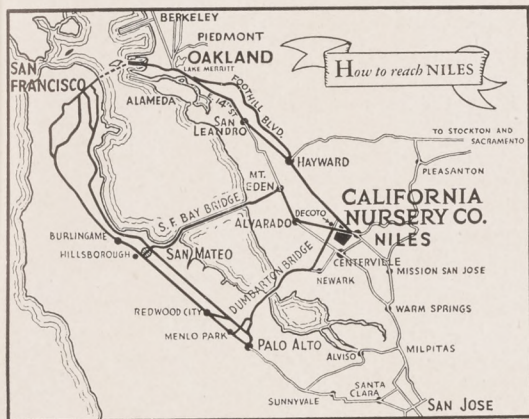 BERKELEY
PIEDMONT
OAKLAND
LAKE MERRITT
SAN
FRANCISCO
How to reach NILES
ALAMEDA
FOOTHILL BLVD.
14TH ST
SAN
LEANDRO
TO STOCKTON AND
SACRAMENTO
HAYWARD
PLEASANTON
MT.
EDEN
CALIFORNIA
NURSERY CO.
NILES
S.F. BAY BRIDGE
ALVARADO
DECOTO
BURLINGAME
HILLSBOROUGH
SAN MATEO
CENTERVILLE
NEWARK
MISSION SAN JOSE
DUMBARTON BRIDGE
REDWOOD CITY
WARM SPRINGS
MENLO PARK
PALO ALTO
ALVISO
MILPITAS
SUNNYVALE
SANTA
CLARA
SAN JOSE